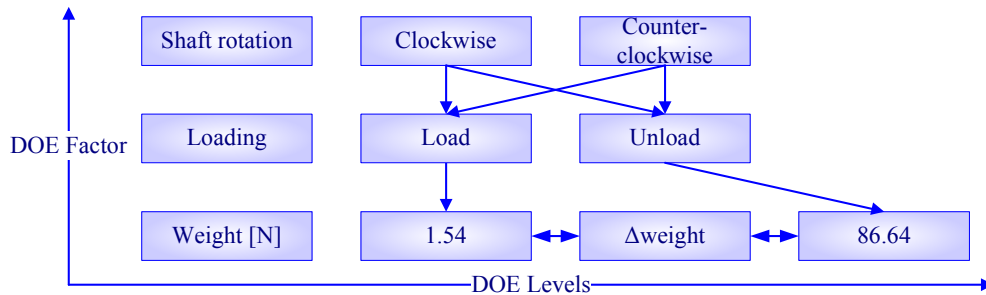 Shaft rotation
Clockwise
Counter-
clockwise
DOE Factor
Loading
Load
Unload
Weight [N]
1.54
Δweight
86.64
DOE Levels